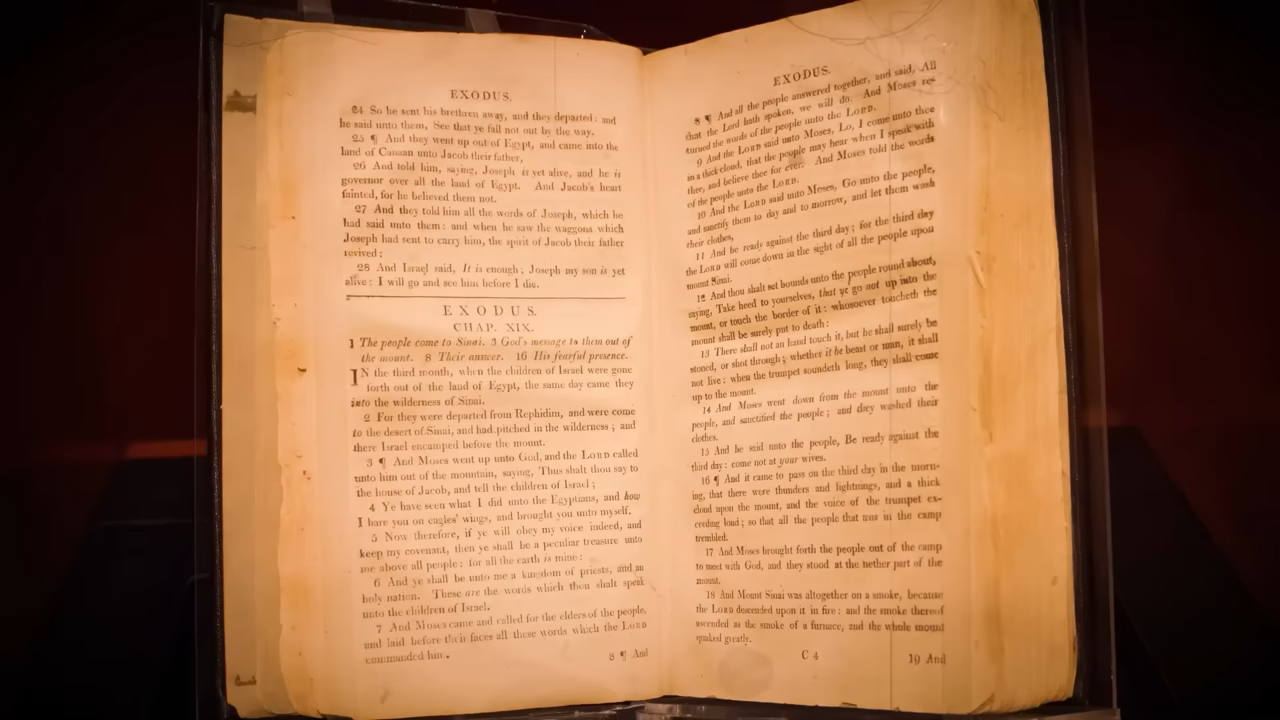 EXODUS.
24 So he sent his brethren away, and they departed: and
he said unto them, See that ye fall not out by the way.
25 ¶ And they went up out of Egypt, and came into the
land of Canaan unto Jacob their father,
26 And told him, saying, Joseph is yet alive, and he is
governor over all the land of Egypt. And Jacob's heart
fainted, for he believed them not.
27 And they told him all the words of Joseph, which he
had said unto them: and when he saw the waggons which
Joseph had sent to carry him, the spirit of Jacob their father
revived:
28 And Israel said, It is enough; Joseph my son is yet
alive: I will go and see him before I die.
EXODUS.
CHAP. XIX.
1 The people come to Sinai. 3 God's message to them out of
the mount. 8 Their answer. 16 His fearful presence.
IN the third month, when the children of Israel were gone
forth out of the land of Egypt, the same day came they
into the wilderness of Sinai.
2 For they were departed from Rephidim, and were come
to the desert of Sinai, and had pitched in the wilderness; and
there Israel encamped before the mount.
3 ¶ And Moses went up unto God, and the LORD called
unto him out of the mountain, saying, Thus shalt thou say to
the house of Jacob, and tell the children of Israel;
4 Ye have seen what I did unto the Egyptians, and how
I bare you on eagles' wings, and brought you unto myself.
5 Now therefore, if ye will obey my voice indeed, and
keep my covenant, then ye shall be a peculiar treasure unto
me above all people: for all the earth is mine:
6 And ye shall be unto me a kingdom of priests, and an
holy nation. These are the words which thou shalt speak
unto the children of Israel.
7 And Moses came and called for the elders of the people,
and laid before their faces all these words which the LORD
commanded him.
8 ¶ And
EXODUS.
8 ¶ And all the people answered together, and said, All
that the Lord hath spoken, we will do. And Moses re-
turned the words of the people unto the LORD.
9 And the LORD said unto Moses, Lo, I come unto thee
in a thick cloud, that the people may hear when I speak with
thee, and believe thee for ever. And Moses told the words
of the people unto the LORD.
10 And the LORD said unto Moses, Go unto the people,
and sanctify them to day and to morrow, and let them wash
their clothes,
11 And be ready against the third day; for the third day
the LORD will come down in the sight of all the people upon
mount Sinai.
12 And thou shalt set bounds unto the people round about,
saying, Take heed to yourselves, that ye go not up into the
mount, or touch the border of it: whosoever toucheth the
mount shall be surely put to death:
13 There shall not an hand touch it, but he shall surely be
stoned, or shot through; whether it be beast or man, it shall
not live: when the trumpet soundeth long, they shall come
up to the mount.
14 And Moses went down from the mount unto the
people, and sanctified the people; and they washed their
clothes.
15 And he said unto the people, Be ready against the
third day: come not at your wives.
16 ¶ And it came to pass on the third day in the morn-
ing, that there were thunders and lightnings, and a thick
cloud upon the mount, and the voice of the trumpet ex-
ceeding loud; so that all the people that was in the camp
trembled.
17 And Moses brought forth the people out of the camp
to meet with God, and they stood at the nether part of the
mount.
18 And Mount Sinai was altogether on a smoke, because
the LORD descended upon it in fire: and the smoke thereof
ascended as the smoke of a furnace, and the whole mount
quaked greatly.
C 4
19 And